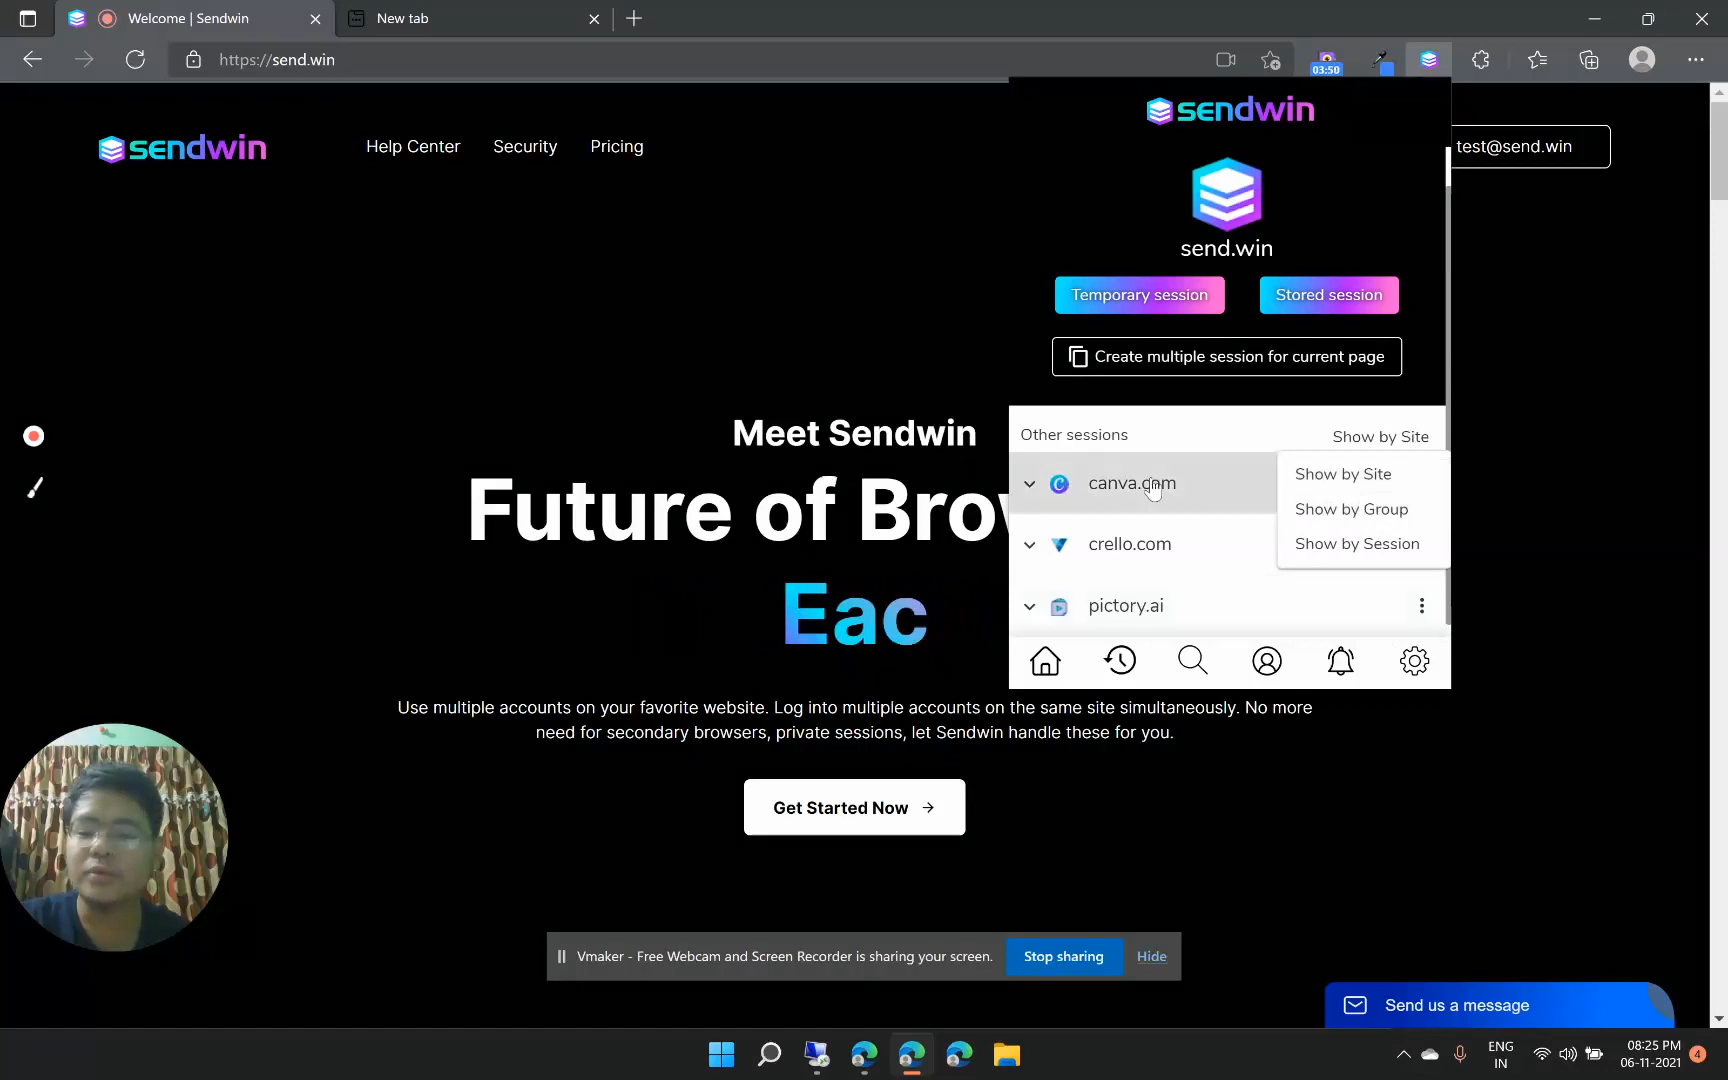 Welcome | Sendwin
New tab
https://send.win
03:50
sendwin
Help Center
Security
Pricing
test@send.win
sendwin
send.win
Temporary session
Stored session
Create multiple session for current page
Other sessions
Show by Site
canva.com
Show by Site
Show by Group
crello.com
Show by Session
pictory.ai
Meet Sendwin
Future of Brow
Eac
Use multiple accounts on your favorite website. Log into multiple accounts on the same site simultaneously. No more
need for secondary browsers, private sessions, let Sendwin handle these for you.
Get Started Now
Vmaker - Free Webcam and Screen Recorder is sharing your screen.
Stop sharing
Hide
Send us a message
ENG
IN
08:25 PM
06-11-2021
4